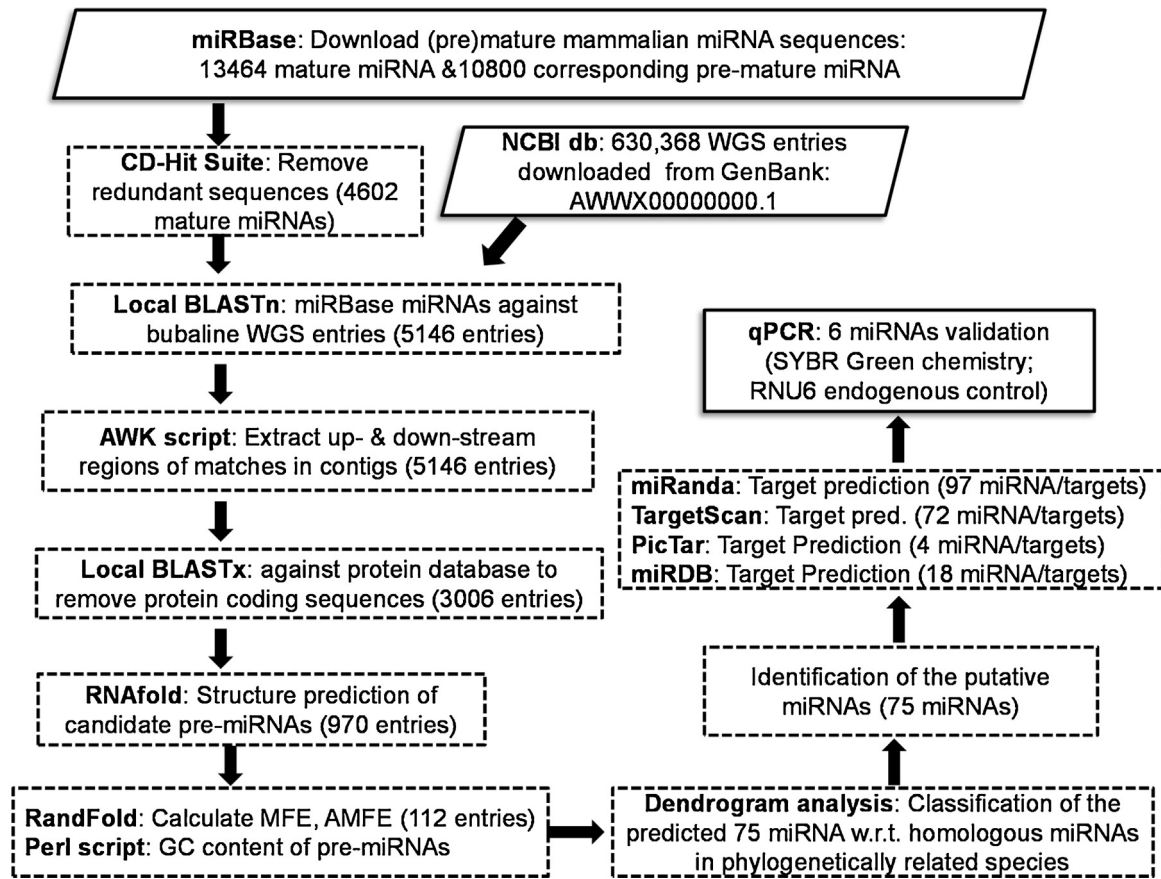 miRBase: Download (pre)mature mammalian miRNA sequences:
13464 mature miRNA &10800 corresponding pre-mature miRNA
CD-Hit Suite: Remove
redundant sequences (4602
mature miRNAs)
NCBI db: 630,368 WGS entries
downloaded from GenBank:
AWWX00000000.1
Local BLASTn: miRBase miRNAs against
bubaline WGS entries (5146 entries)
AWK script: Extract up- & down-stream
regions of matches in contigs (5146 entries)
Local BLASTx: against protein database to
remove protein coding sequences (3006 entries)
RNAfold: Structure prediction of
candidate pre-miRNAs (970 entries)
RandFold: Calculate MFE, AMFE (112 entries)
Perl script: GC content of pre-miRNAs
Dendrogram analysis: Classification of the
predicted 75 miRNA w.r.t. homologous miRNAs
in phylogenetically related species
Identification of the putative
miRNAs (75 miRNAs)
miRanda: Target prediction (97 miRNA/targets)
TargetScan: Target pred. (72 miRNA/targets)
PicTar: Target Prediction (4 miRNA/targets)
miRDB: Target Prediction (18 miRNA/targets)
qPCR: 6 miRNAs validation
(SYBR Green chemistry;
RNU6 endogenous control)